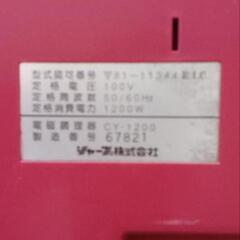 型式認可番号 ▽81-11344
定格電圧 100V
定格周波数 50/60Hz
定格消費電力 1200W
電磁調理器 CY-1200
製造番号 67821
シャープ株式会社